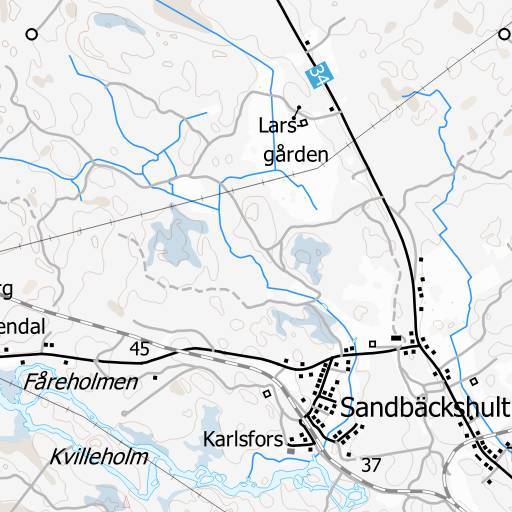 34
Lars-
gården
rg
endal
45
Fåreholmen
Sandbäckshult
Karlsfors
Kvilleholm
37